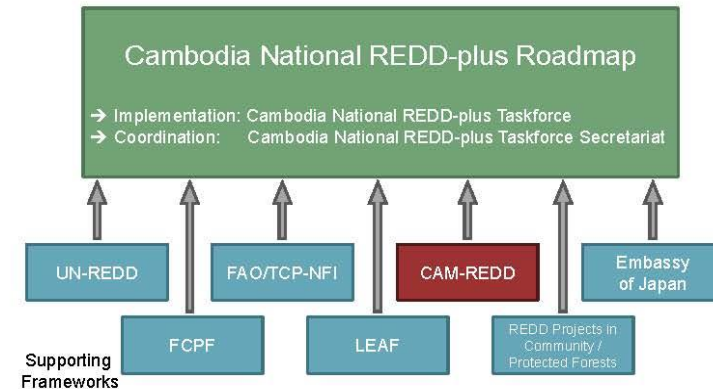 Cambodia National REDD-plus Roadmap
→ Implementation: Cambodia National REDD-plus Taskforce
→ Coordination: Cambodia National REDD-plus Taskforce Secretariat
UN-REDD
FAO/TCP-NFI
CAM-REDD
Embassy
of Japan
FCPF
LEAF
REDD Projects in
Community /
Protected Forests
Supporting
Frameworks